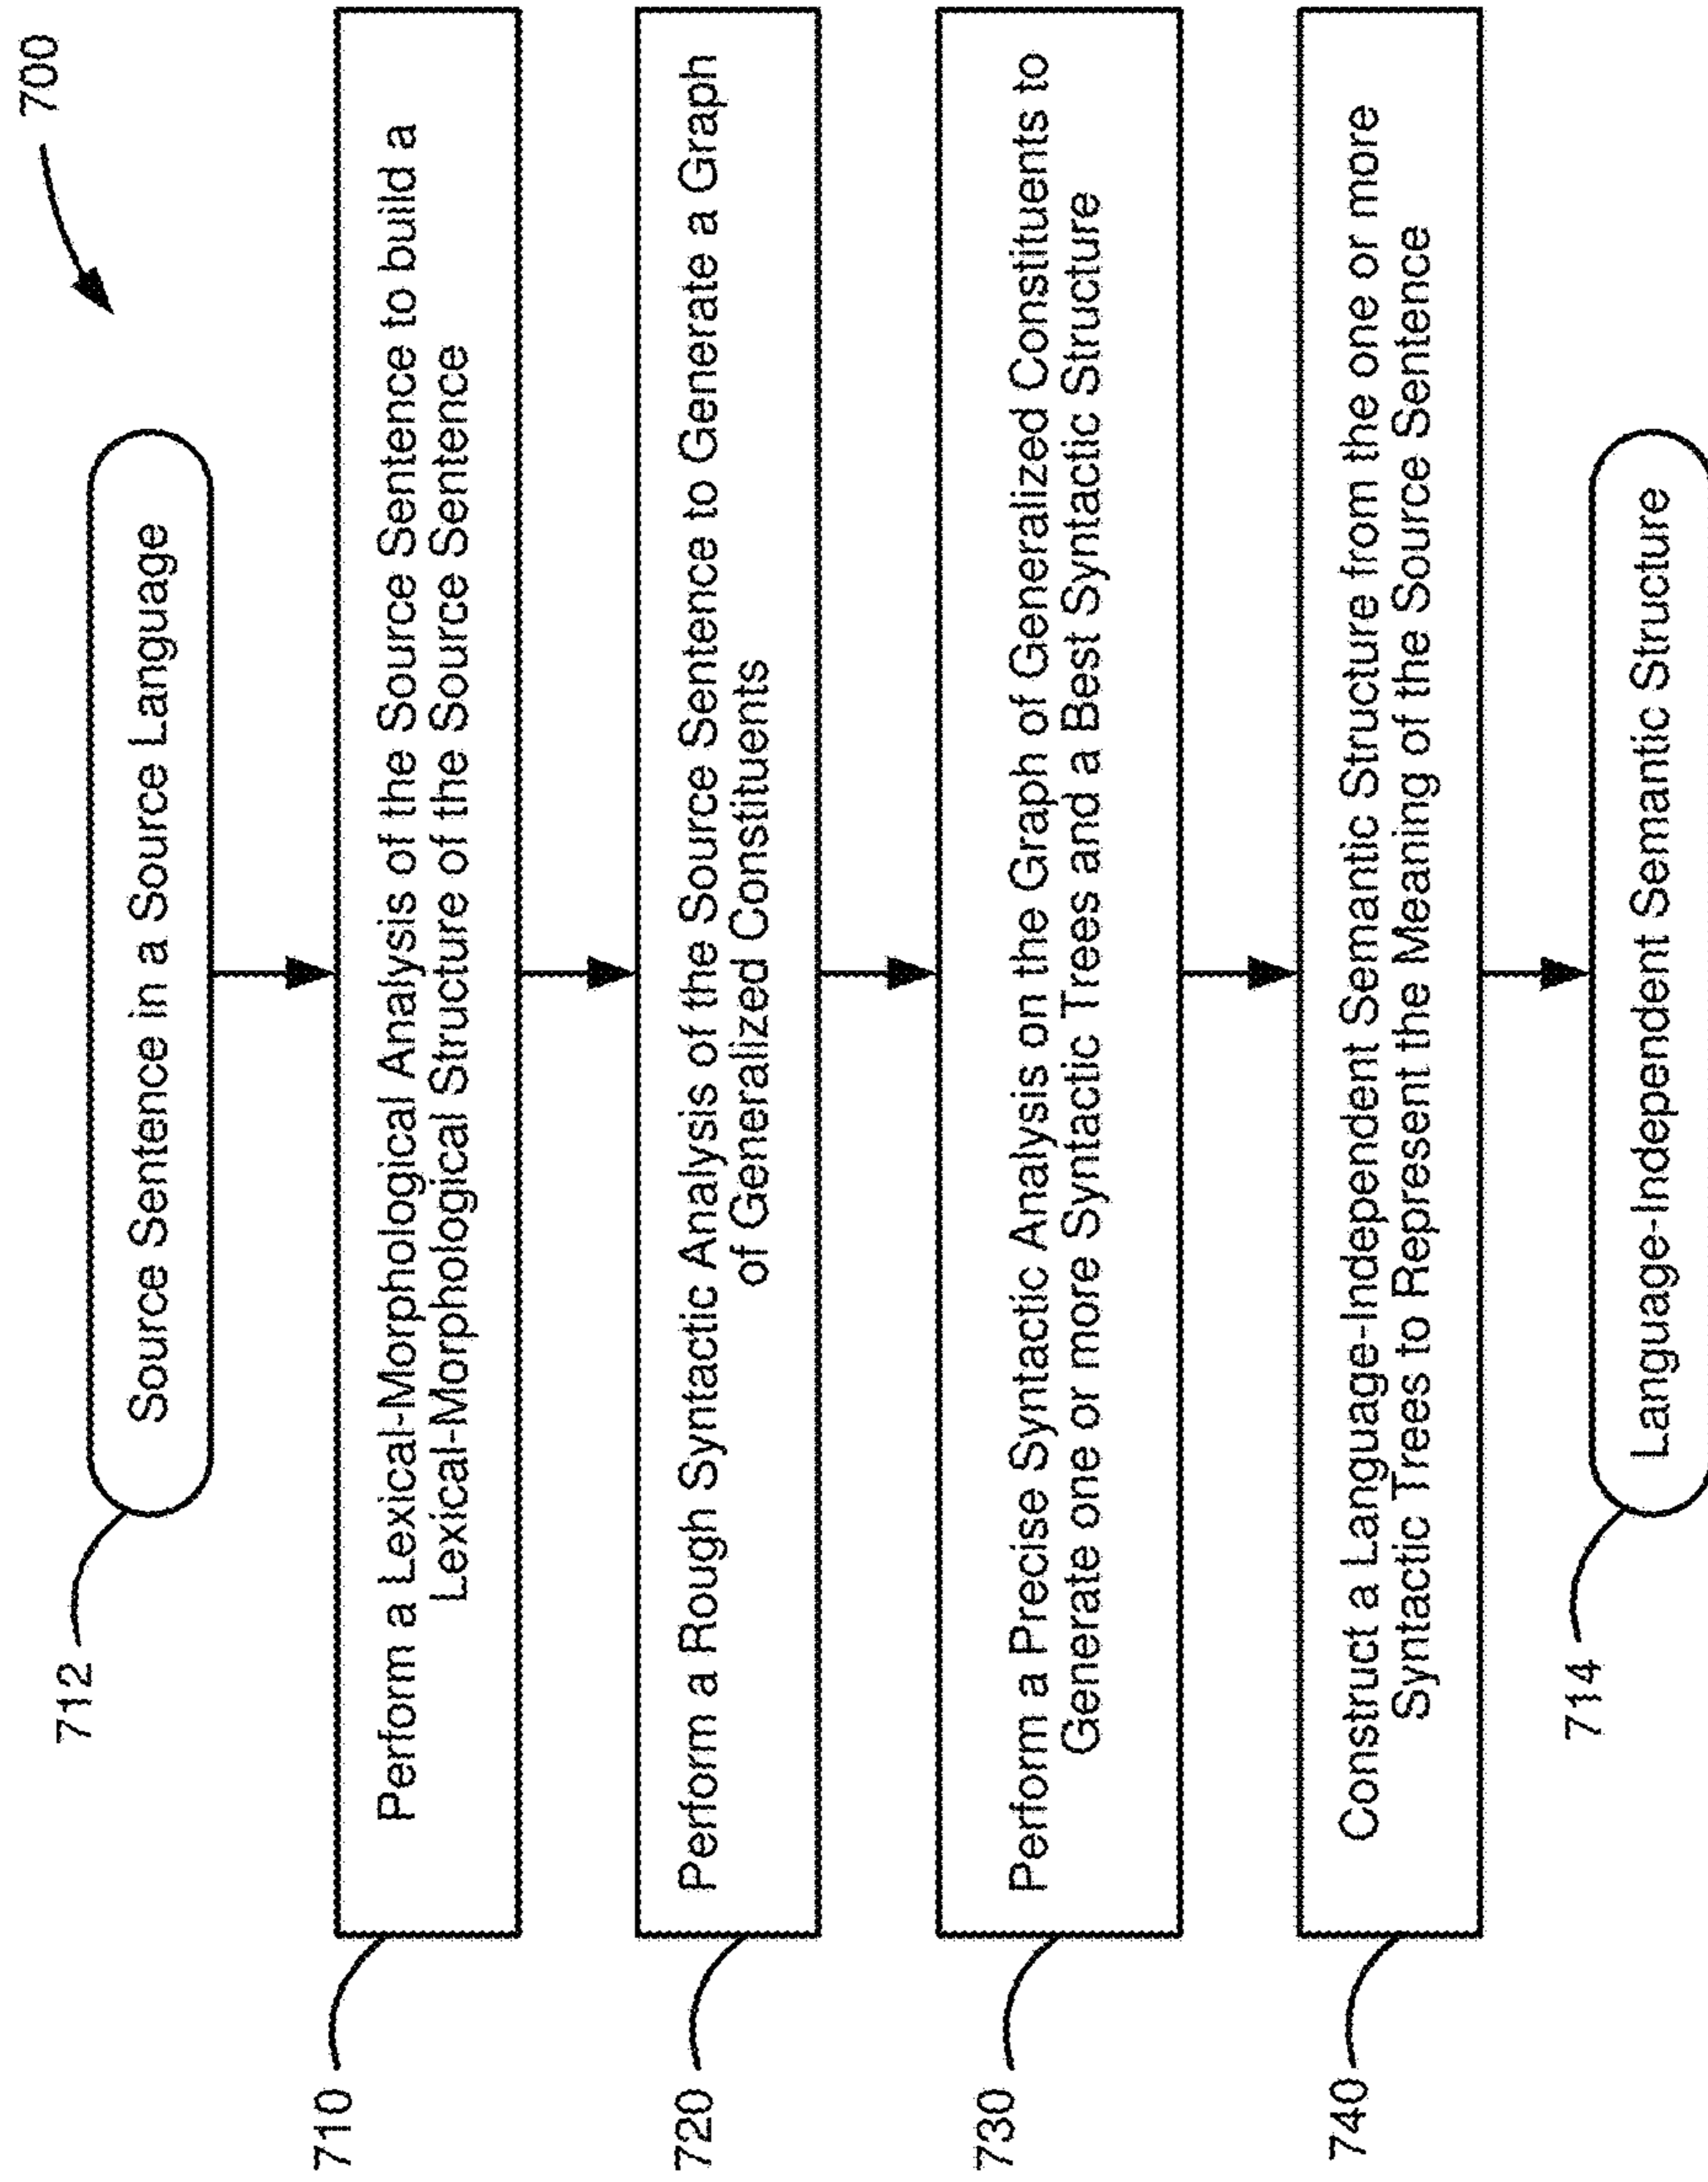 700
712
Source Sentence in a Source Language
710
Perform a Lexical-Morphological Analysis of the Source Sentence to build a
Lexical-Morphological Structure of the Source Sentence
720
Perform a Rough Syntactic Analysis of the Source Sentence to Generate a Graph
of Generalized Constituents
730
Perform a Precise Syntactic Analysis on the Graph of Generalized Constituents to
Generate one or more Syntactic Trees and a Best Syntactic Structure
740
Construct a Language-Independent Semantic Structure from the one or more
Syntactic Trees to Represent the Meaning of the Source Sentence
714
Language-Independent Semantic Structure